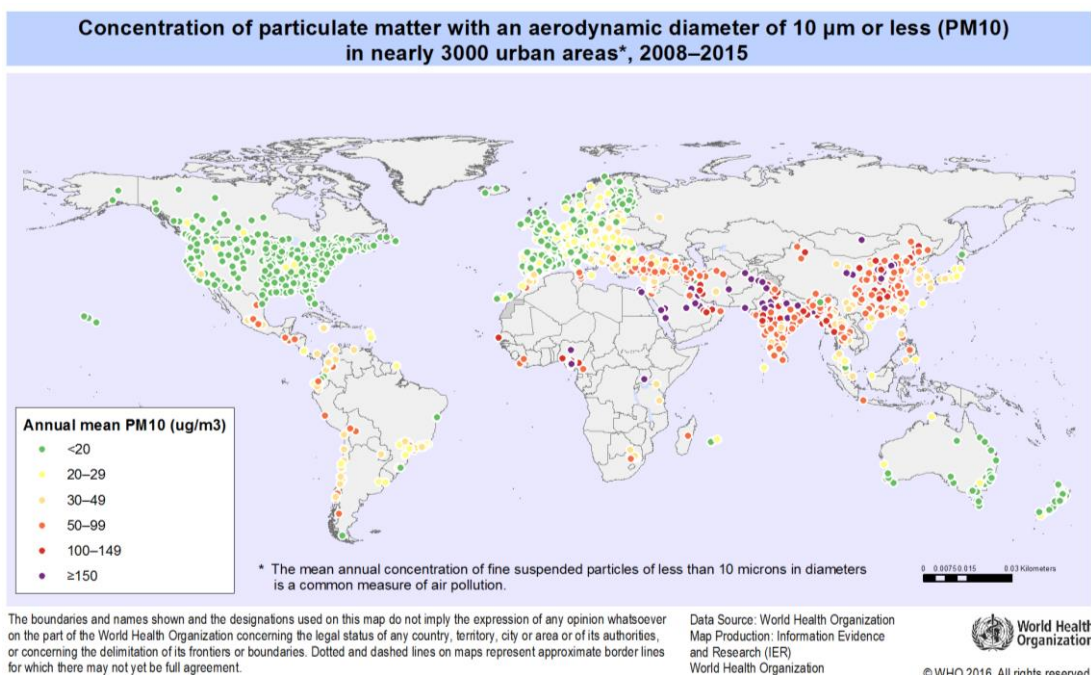 Concentration of particulate matter with an aerodynamic diameter of 10 µm or less (PM10)
in nearly 3000 urban areas*, 2008–2015
Annual mean PM10 (ug/m3)
<20
20–29
30–49
50–99
100–149
≥150
* The mean annual concentration of fine suspended particles of less than 10 microns in diameters
is a common measure of air pollution.
0 0.0075 0.015 0.03 Kilometers
The boundaries and names shown and the designations used on this map do not imply the expression of any opinion whatsoever
on the part of the World Health Organization concerning the legal status of any country, territory, city or area or of its authorities,
or concerning the delimitation of its frontiers or boundaries. Dotted and dashed lines on maps represent approximate border lines
for which there may not yet be full agreement.
Data Source: World Health Organization
Map Production: Information Evidence
and Research (IER)
World Health Organization
World Health
Organization
© WHO 2016. All rights reserved.